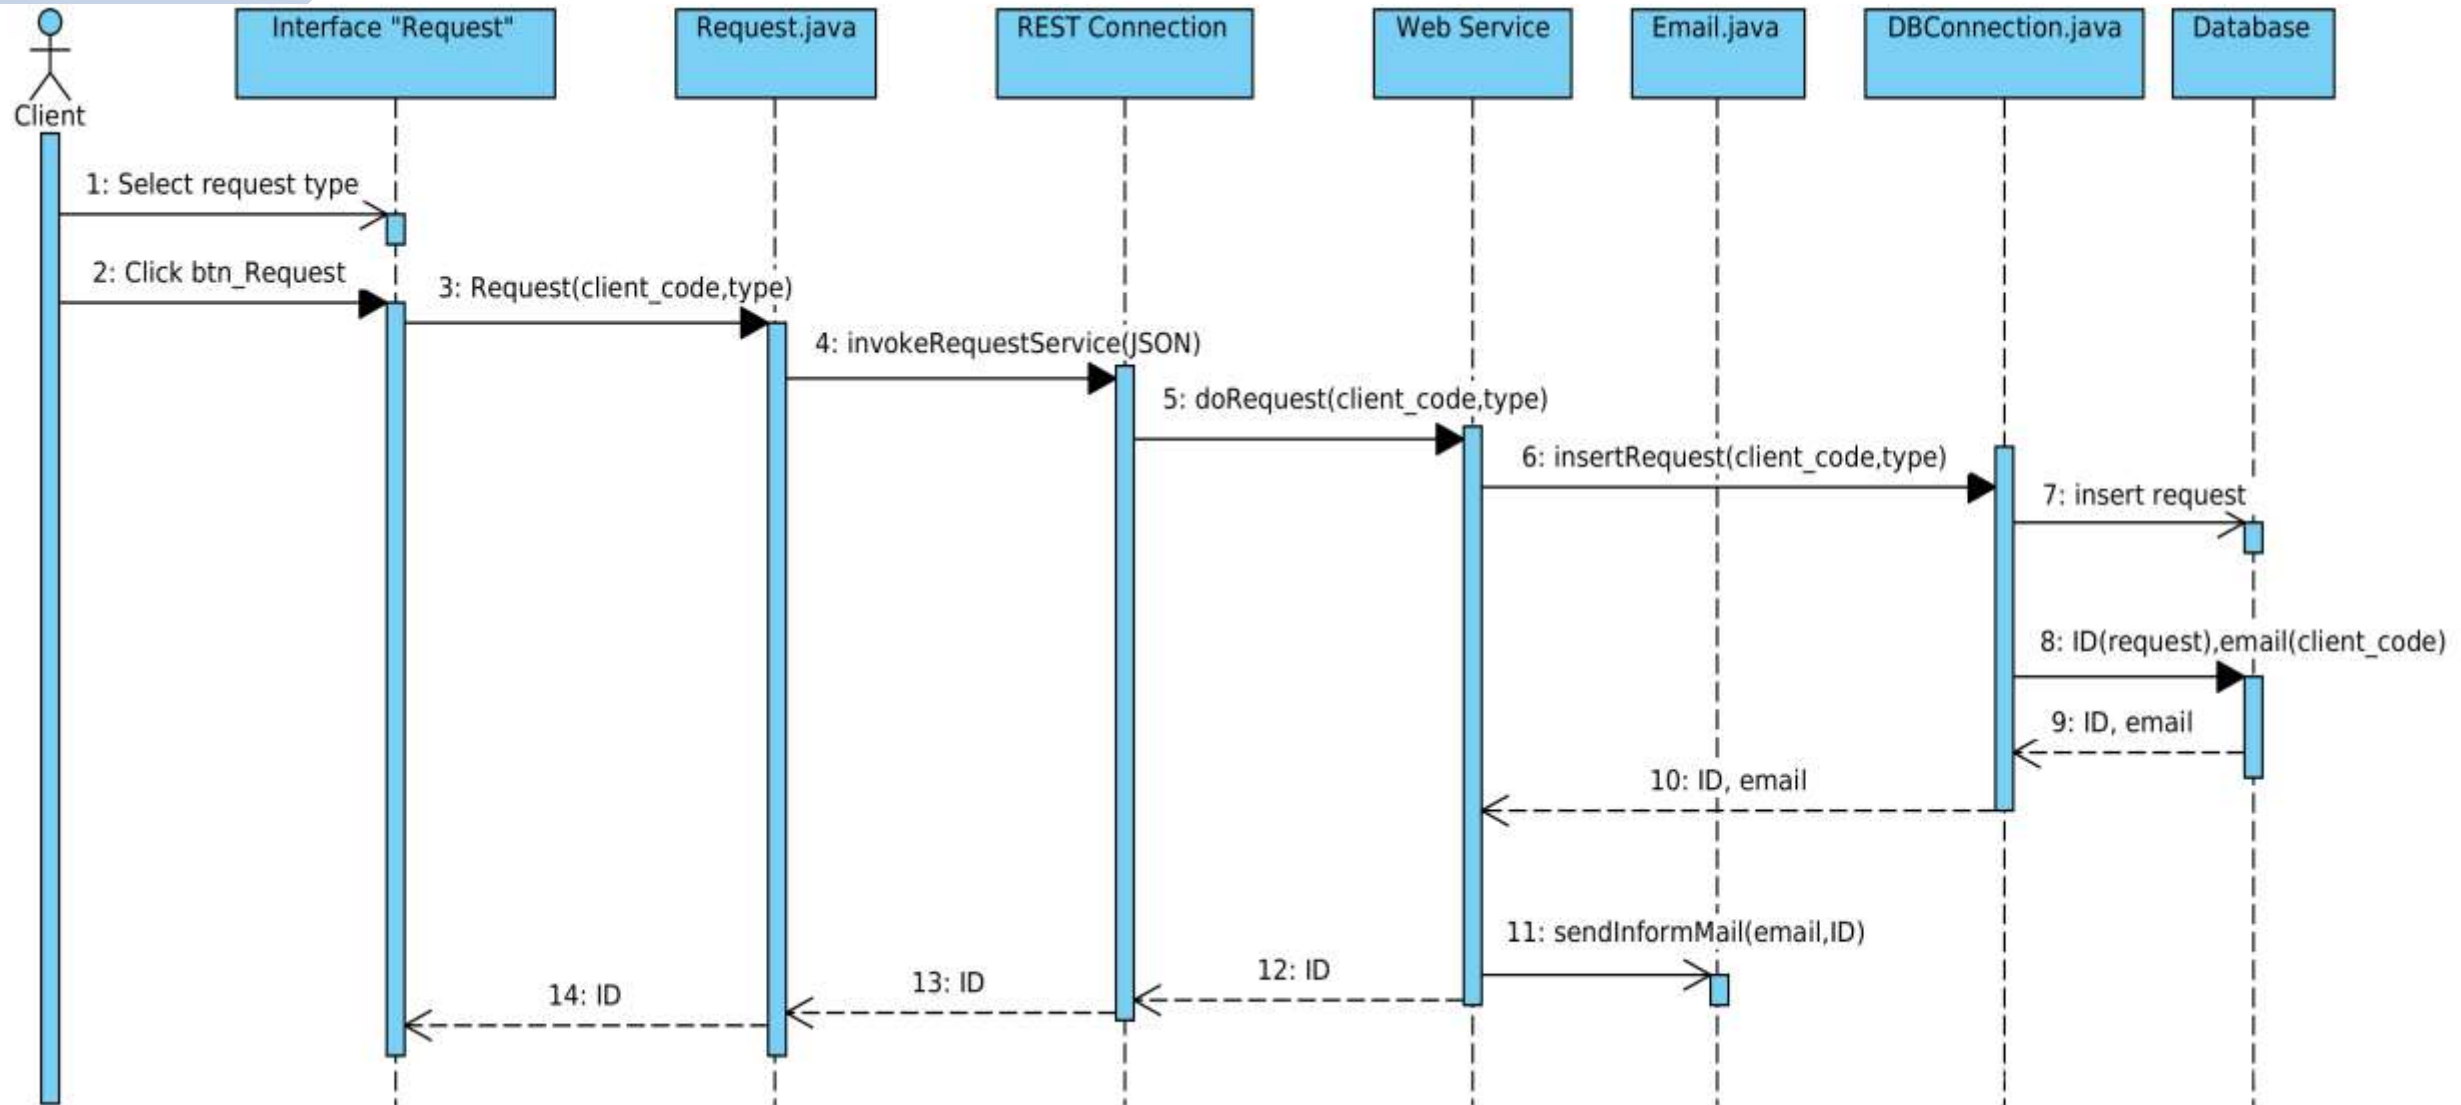 Interface "Request"
Request.java
REST Connection
Web Service
Email.java
DBConnection.java
Database
Client
1: Select request type
2: Click btn_Request
3: Request(client_code,type)
4: invokeRequestService(JSON)
5: doRequest(client_code,type)
6: insertRequest(client_code,type)
7: insert request
8: ID(request),email(client_code)
9: ID, email
10: ID, email
11: sendInformMail(email,ID)
12: ID
13: ID
14: ID